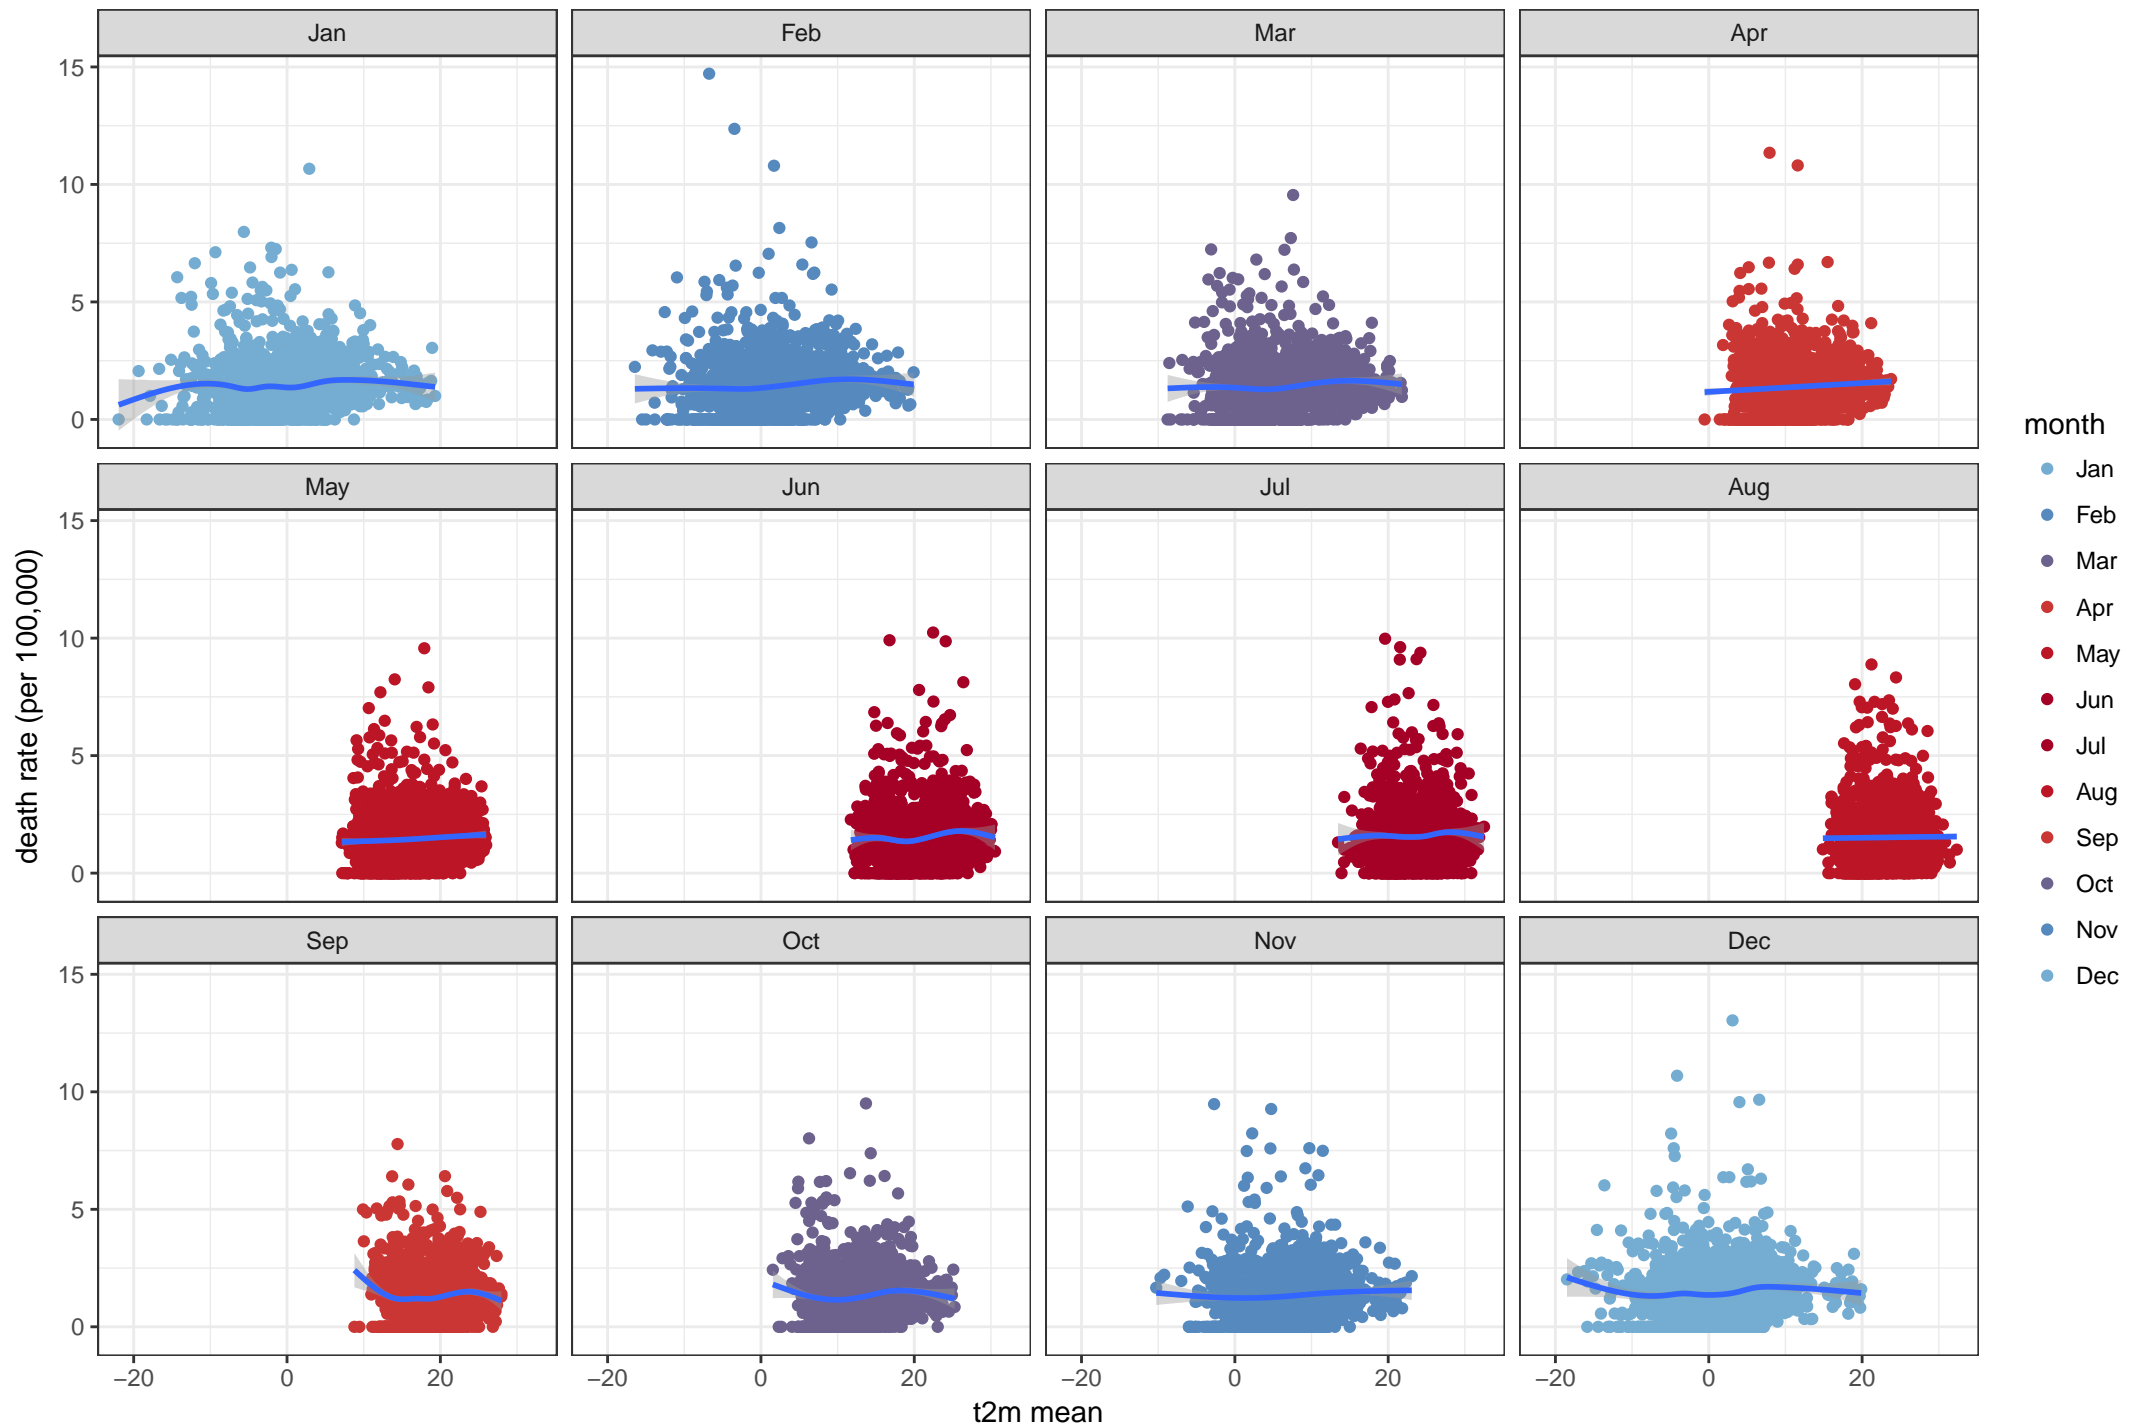 Jan Feb Mar Apr
15
10
5
0
May Jun Jul Aug
15
10
5
0
Sep Oct Nov Dec
15
10
5
0
−20 0 20 −20 0 20 −20 0 20 −20 0 20
t2m mean
death rate (per 100,000)
month
Jan
Feb
Mar
Apr
May
Jun
Jul
Aug
Sep
Oct
Nov
Dec